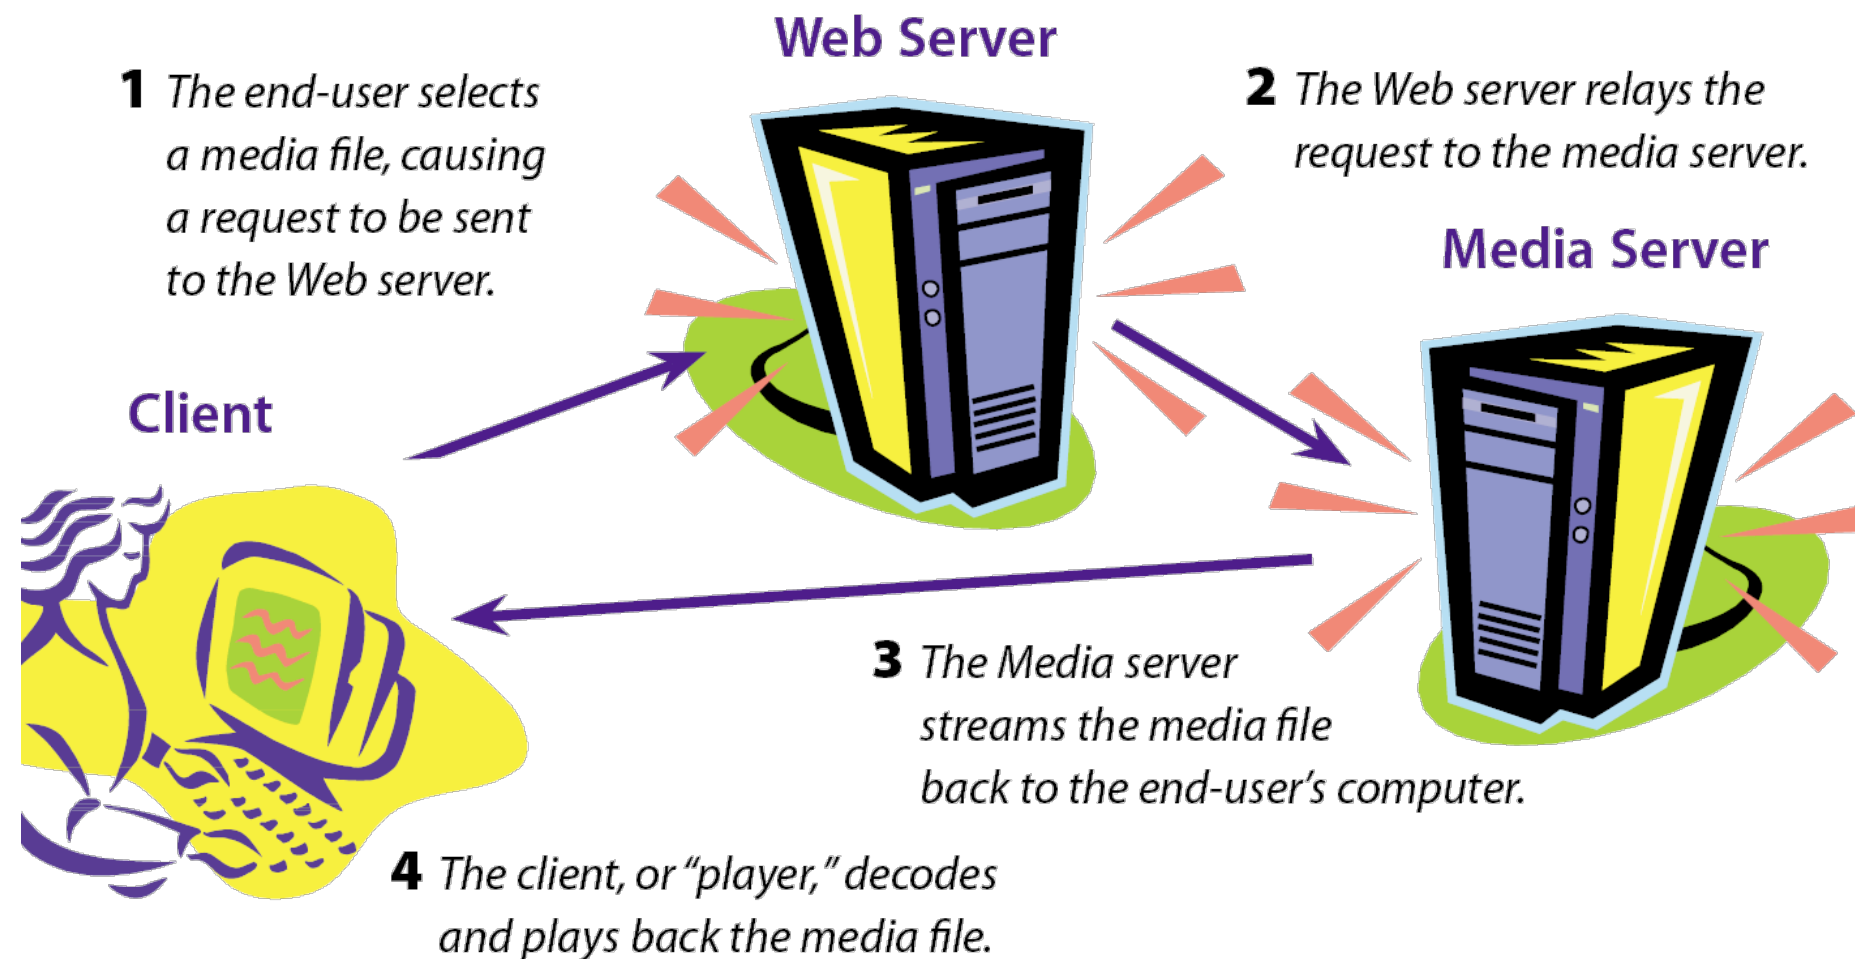 Web Server
1 The end-user selects
a media file, causing
a request to be sent
to the Web server.
2 The Web server relays the
request to the media server.
Media Server
Client
3 The Media server
streams the media file
back to the end-user's computer.
4 The client, or “player,” decodes
and plays back the media file.